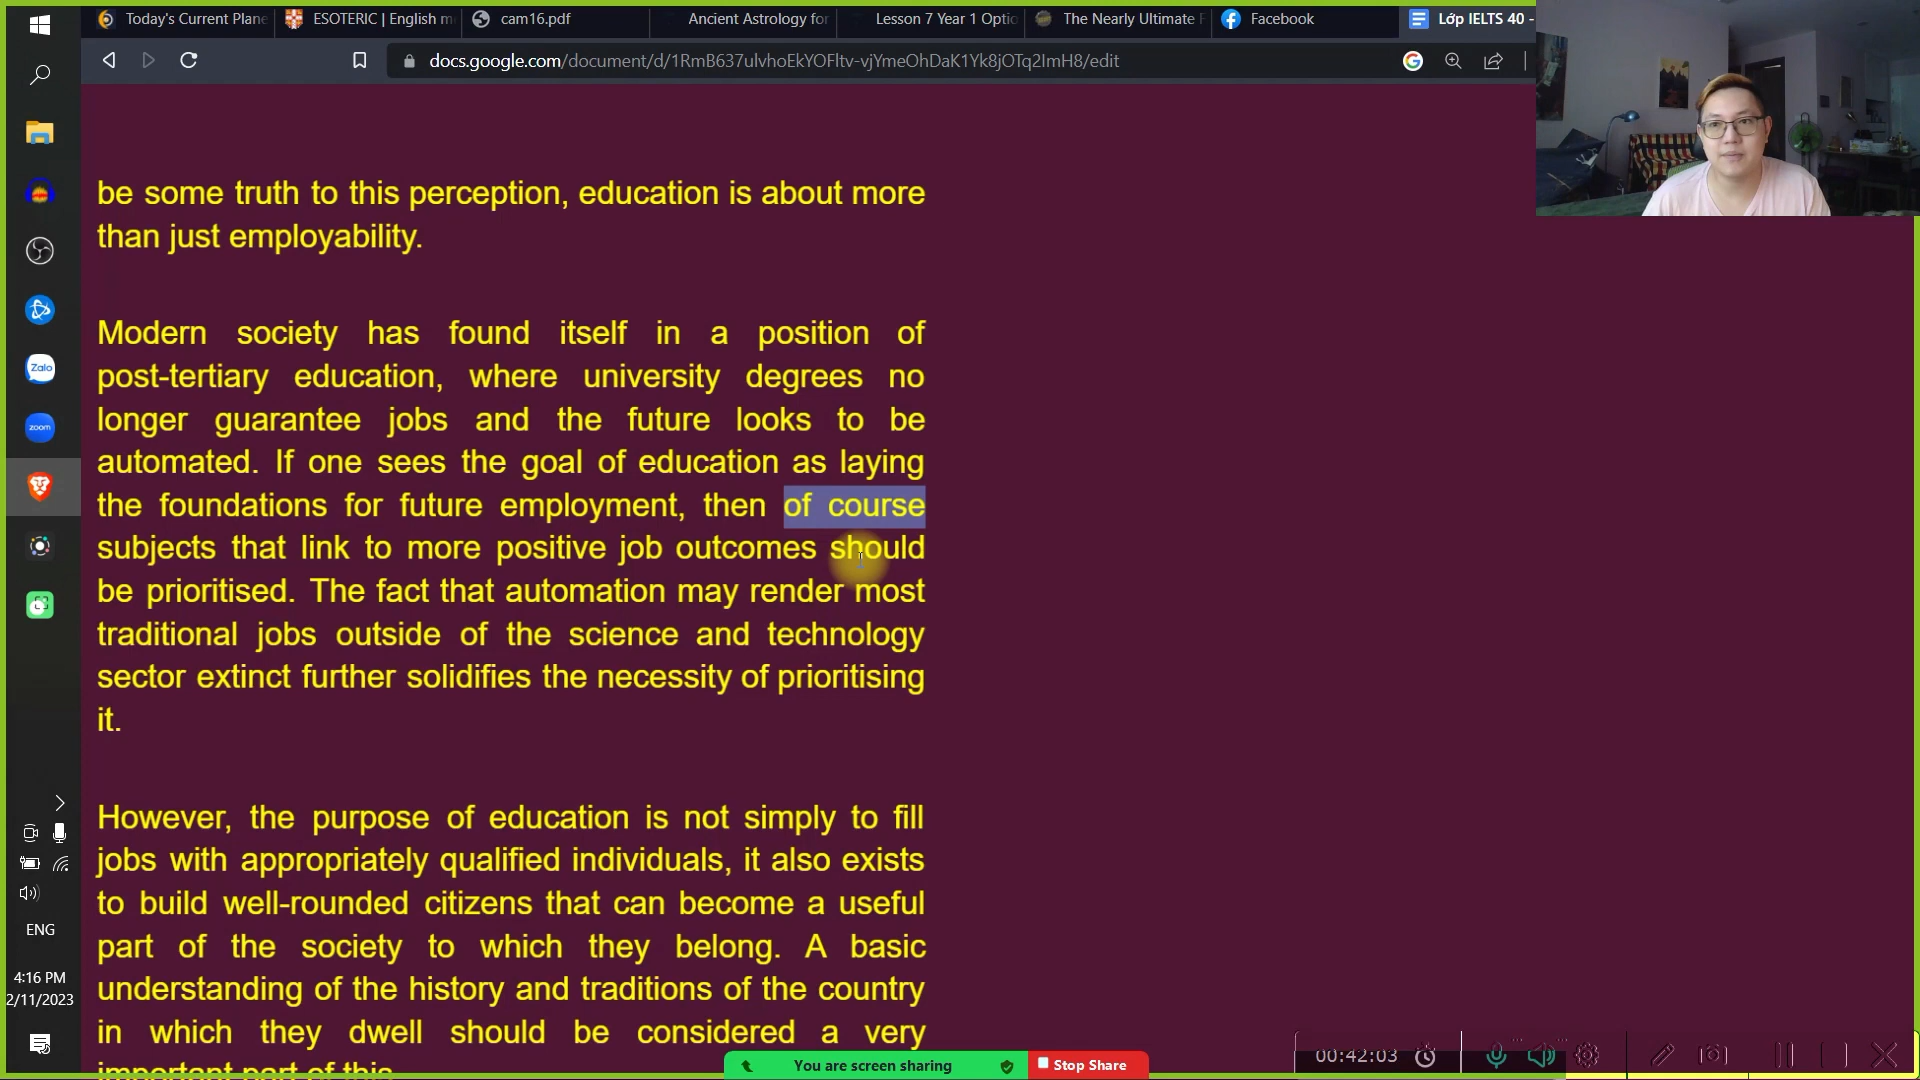 Today's Current Plane
ESOTERIC | English m
cam16.pdf
Ancient Astrology for
Lesson 7 Year 1 Optio
The Nearly Ultimate F
Facebook
Lớp IELTS 40 -
docs.google.com/document/d/1RmB637ulvhoEkYOFltv-vjYmeOhDaK1Yk8jOTq2ImH8/edit
be some truth to this perception, education is about more
than just employability.
Modern society has found itself in a position of
post-tertiary education, where university degrees no
longer guarantee jobs and the future looks to be
automated. If one sees the goal of education as laying
the foundations for future employment, then of course
subjects that link to more positive job outcomes should
be prioritised. The fact that automation may render most
traditional jobs outside of the science and technology
sector extinct further solidifies the necessity of prioritising
it.
However, the purpose of education is not simply to fill
jobs with appropriately qualified individuals, it also exists
to build well-rounded citizens that can become a useful
part of the society to which they belong. A basic
understanding of the history and traditions of the country
in which they dwell should be considered a very
important part of this
Zalo
zoom
ENG
4:16 PM
2/11/2023
You are screen sharing
Stop Share
00:42:03